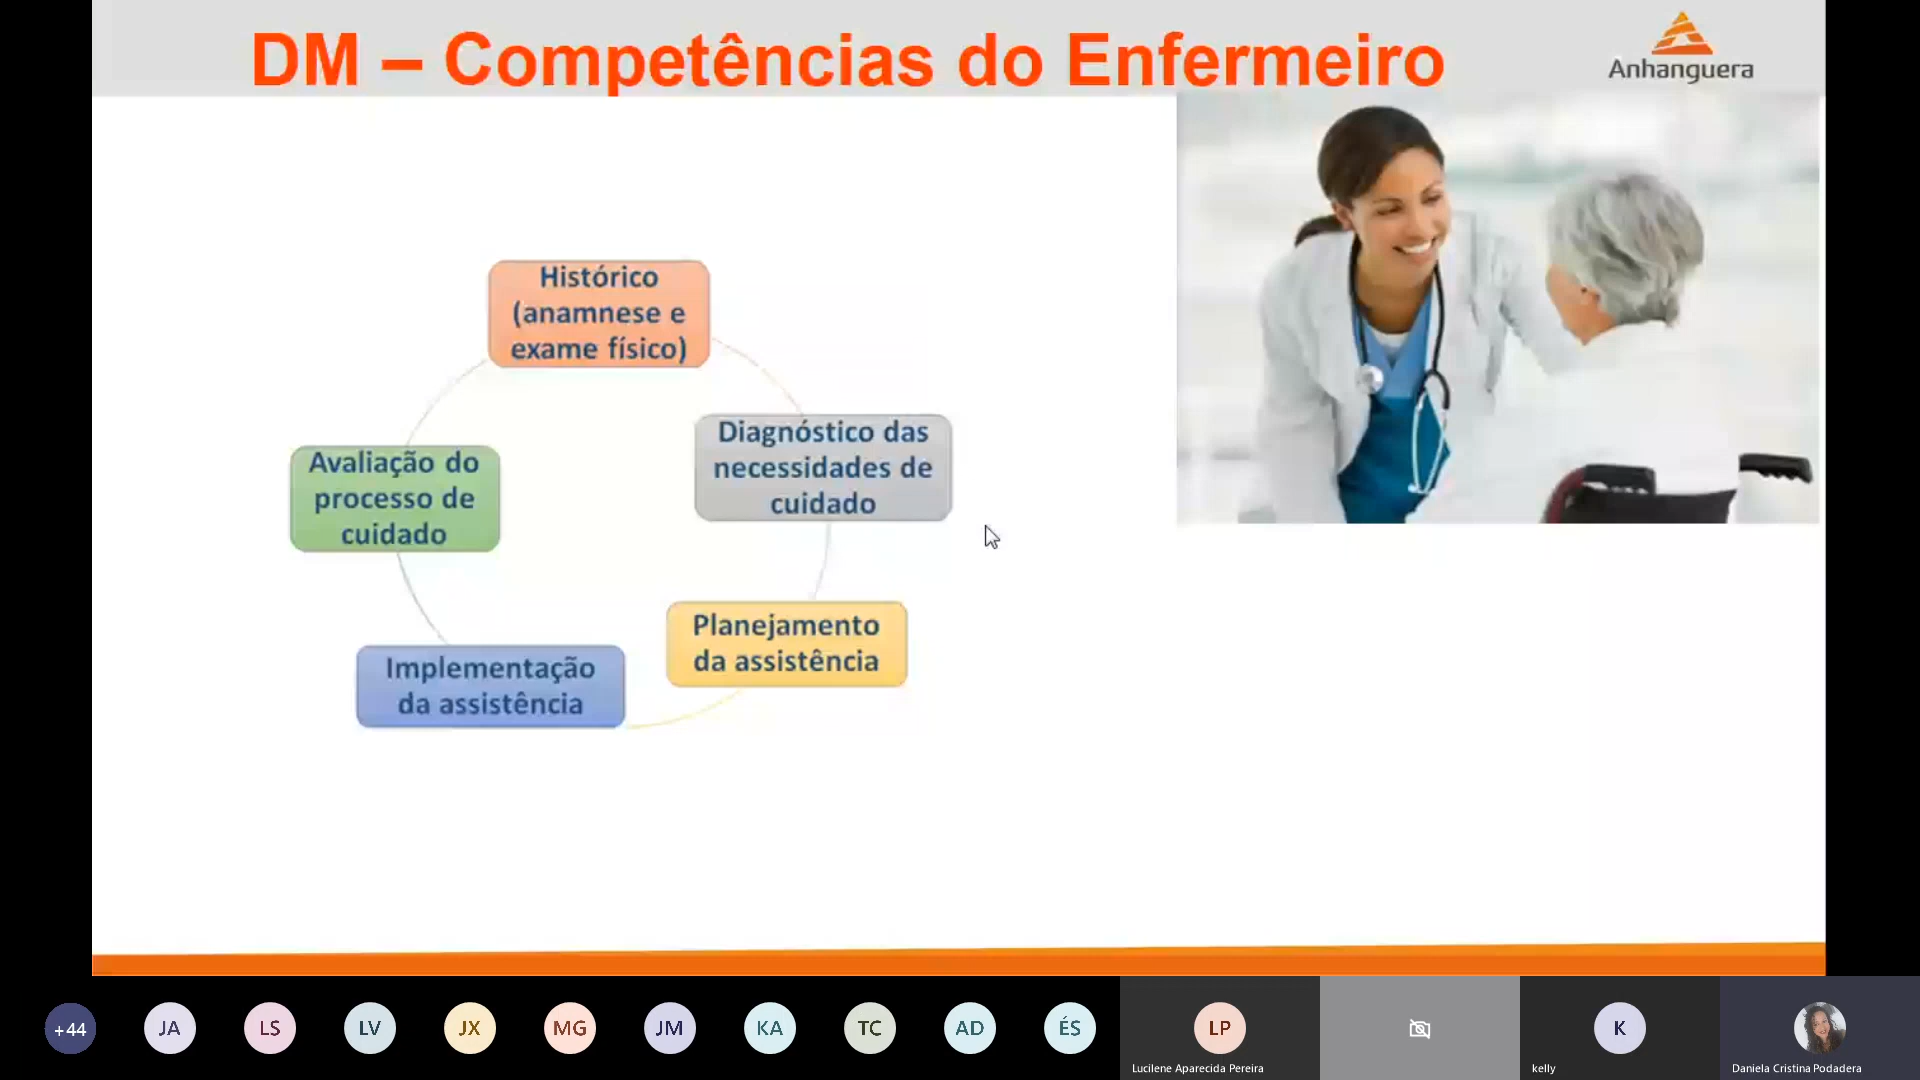 DM – Competências do Enfermeiro
Anhanguera
Histórico
(anamnese e
exame físico)
Diagnóstico das
necessidades de
cuidado
Avaliação do
processo de
cuidado
Planejamento
da assistência
Implementação
da assistência
+44
JA
LS
LV
JX
MG
JM
KA
TC
AD
ÉS
LP
K
Lucilene Aparecida Pereira
kelly
Daniela Cristina Podadera